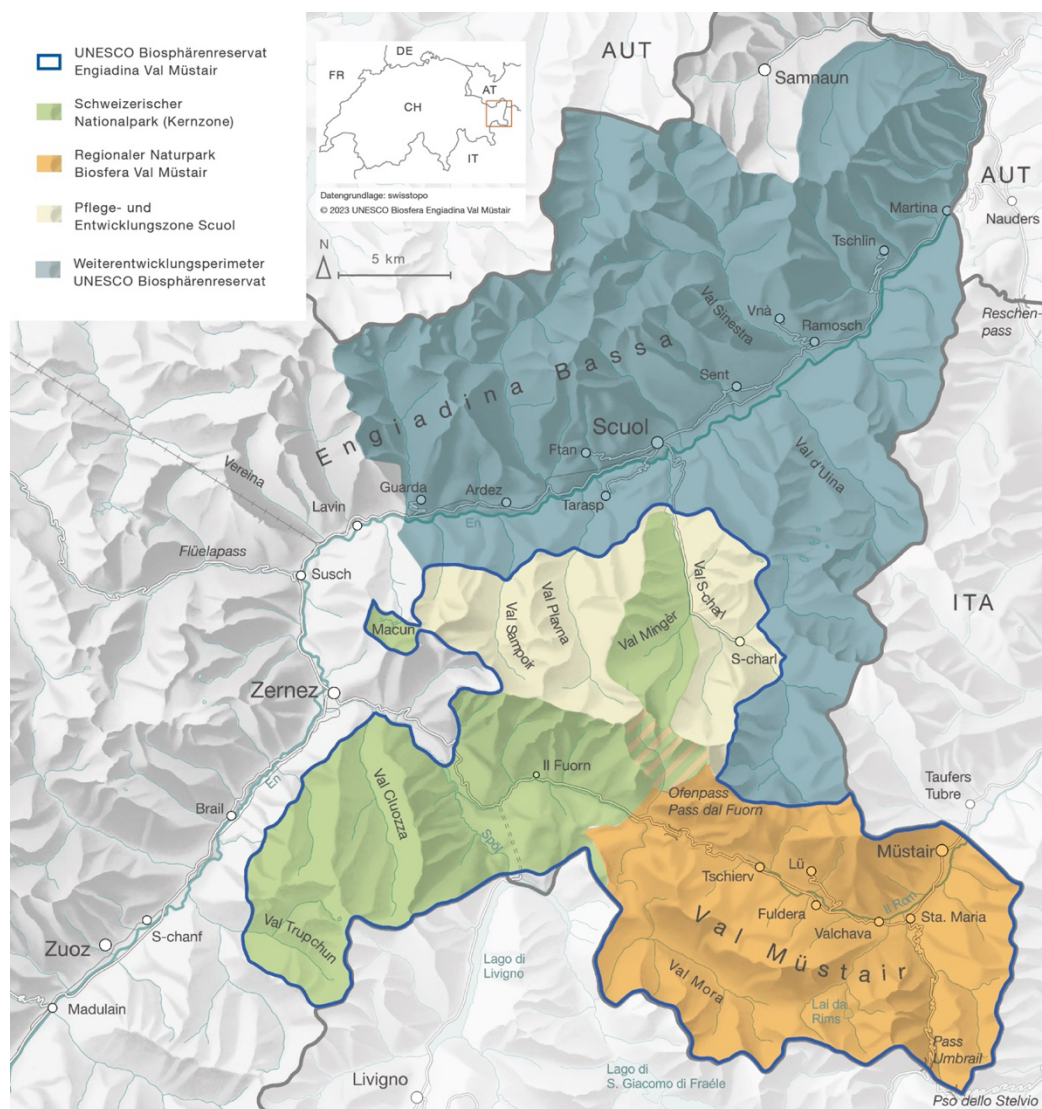 UNESCO Biosphärenreservat
Engiadina Val Müstair
Schweizerischer
Nationalpark (Kernzone)
Regionaler Naturpark
Biosfera Val Müstair
Pflege- und
Entwicklungszone Scuol
Weiterentwicklungsperimeter
UNESCO Biosphärenreservat
DE
FR
AT
CH
IT
Datengrundlage: swisstopo
© 2023 UNESCO Biosfera Engiadina Val Müstair
N
5 km
AUT
Samnaun
AUT
Nauders
Martina
Tschlin
Reschen-
pass
Vnà
Val Sinestra
Ramosch
Engiadina Bassa
Sent
Scuol
Ftan
Val d'Uina
Vereina
Guarda
Ardez
Tarasp
Lavin
En
Flüelapass
Susch
ITA
Macun
Val Sampoir
Val Plavna
Val Mingèr
Val S-charl
S-charl
Zernez
Il Fuorn
Ofenpass
Pass dal Fuorn
Taufers
Tubre
En
Val Cluozza
Brail
Spöl
Müstair
Tschierv
Lü
Il Rom
Fuldera
Valchava
Sta. Maria
Val Müstair
S-chanf
Zuoz
Val Trupchun
Lago di
Livigno
Val Mora
Lai da
Rims
Madulain
Pass
Umbrail
Livigno
Lago di
S. Giacomo di Fraéle
Pso dello Stelvio